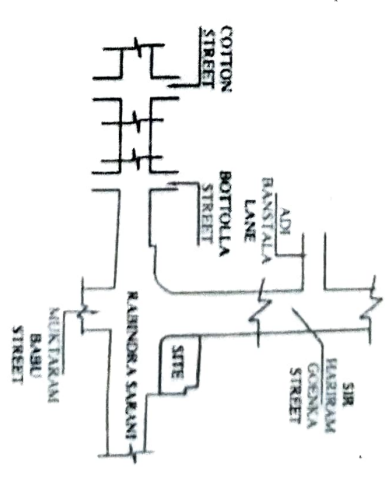 COTTON
STREET
ADI
BANSTALA
LANE
BOTTOLLA
STREET
SIR
HARIRAM
GOENKA
STREET
SITE
RABINDRA SARANI
MUKTARAM
BABU
STREET